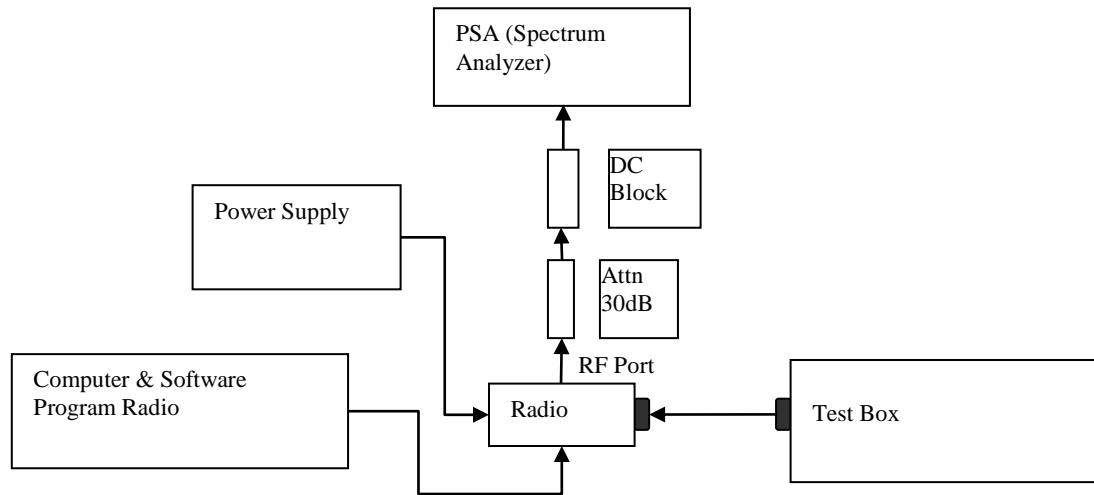 PSA (Spectrum
Analyzer)
DC
Block
Power Supply
Attn
30dB
RF Port
Computer & Software
Program Radio
Radio
Test Box